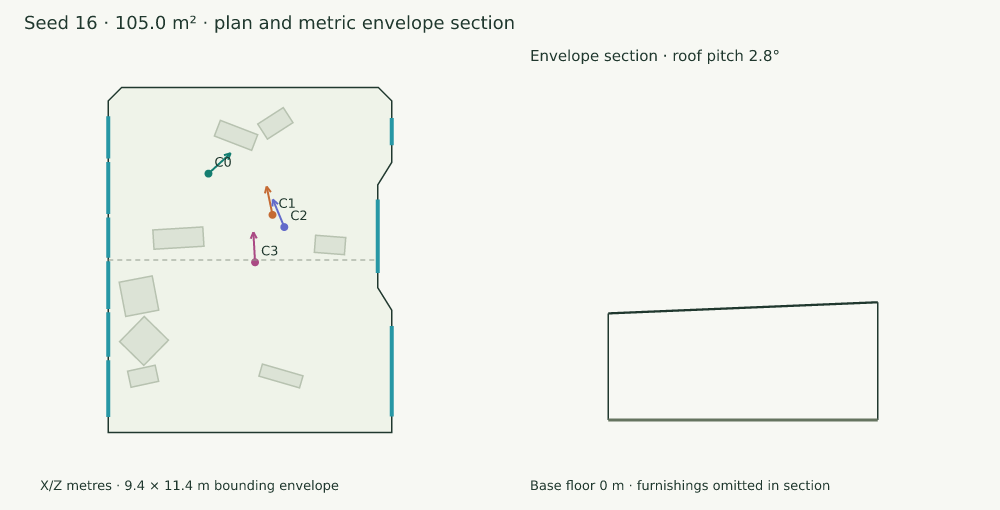 Seed 16 · 105.0 m² · plan and metric envelope section
Envelope section · roof pitch 2.8°
C0
C1
C2
C3
X/Z metres · 9.4 × 11.4 m bounding envelope
Base floor 0 m · furnishings omitted in section